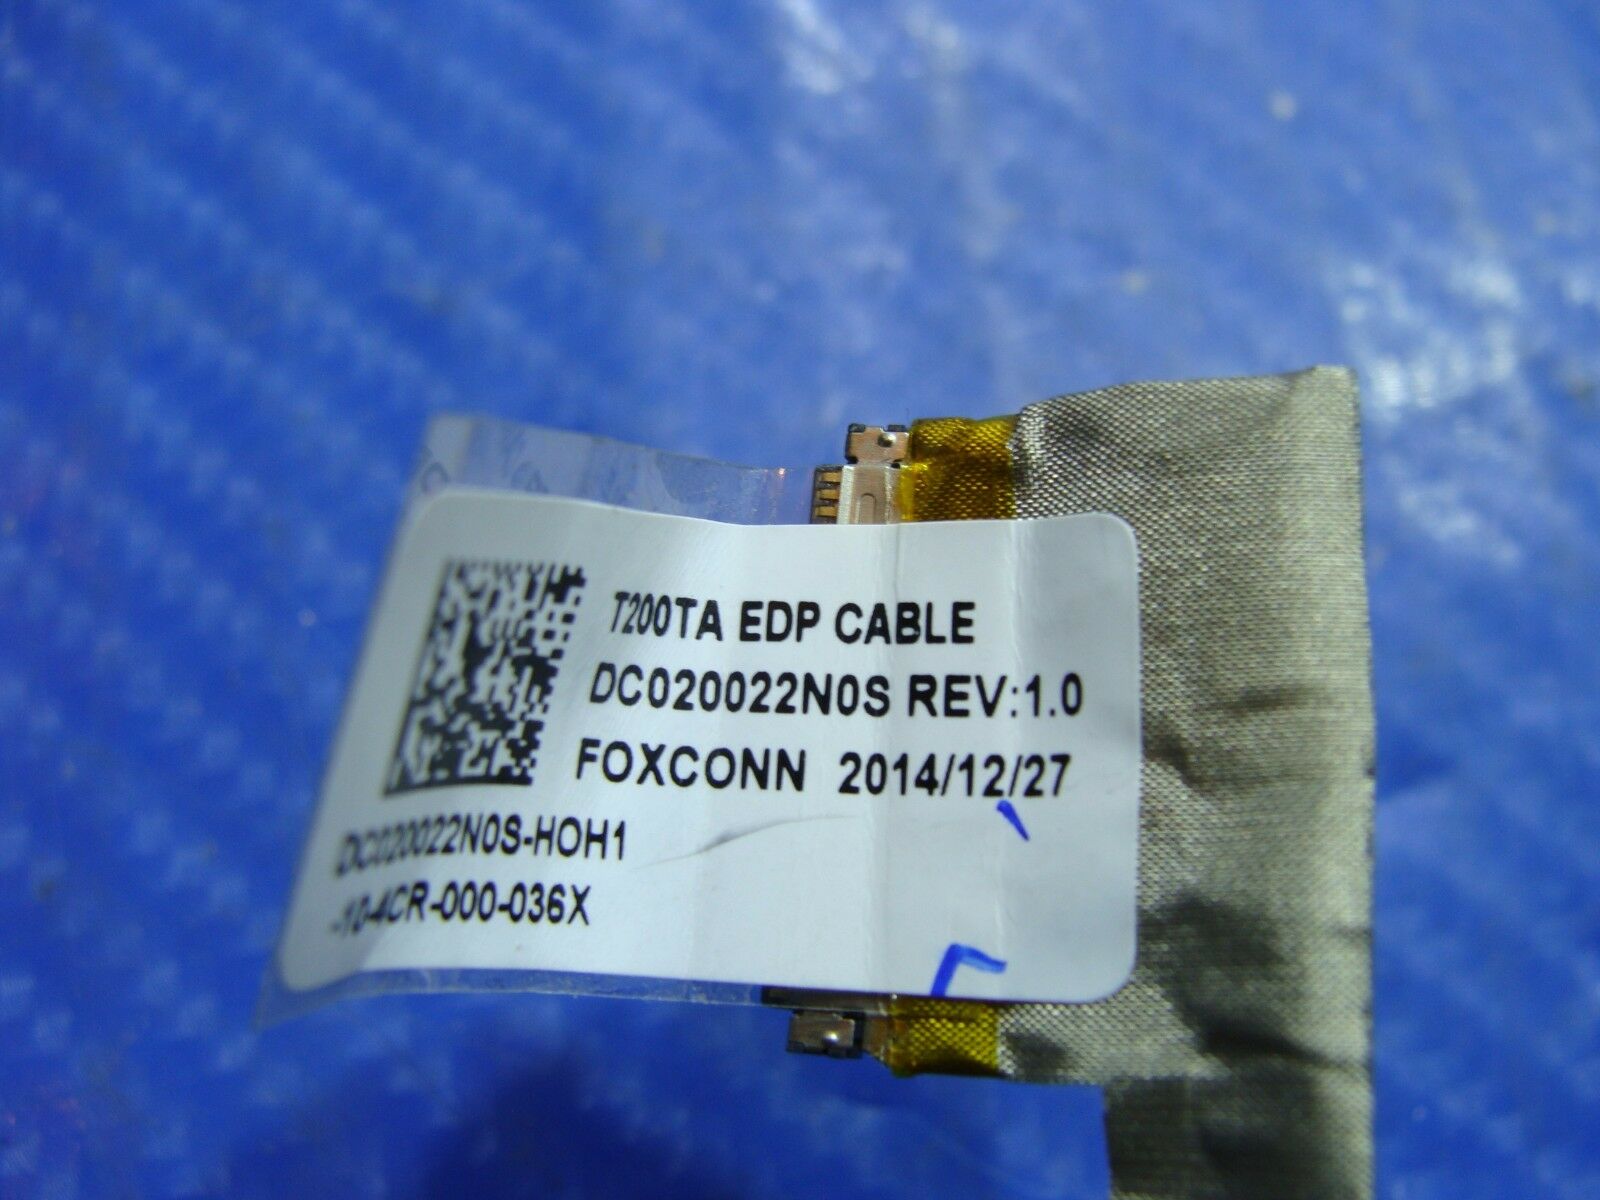 T200TA EDP CABLE
DC020022N0S REV:1.0
FOXCONN 2014/12/27
DC020022N0S-HOH1
-10-4CR-000-036X